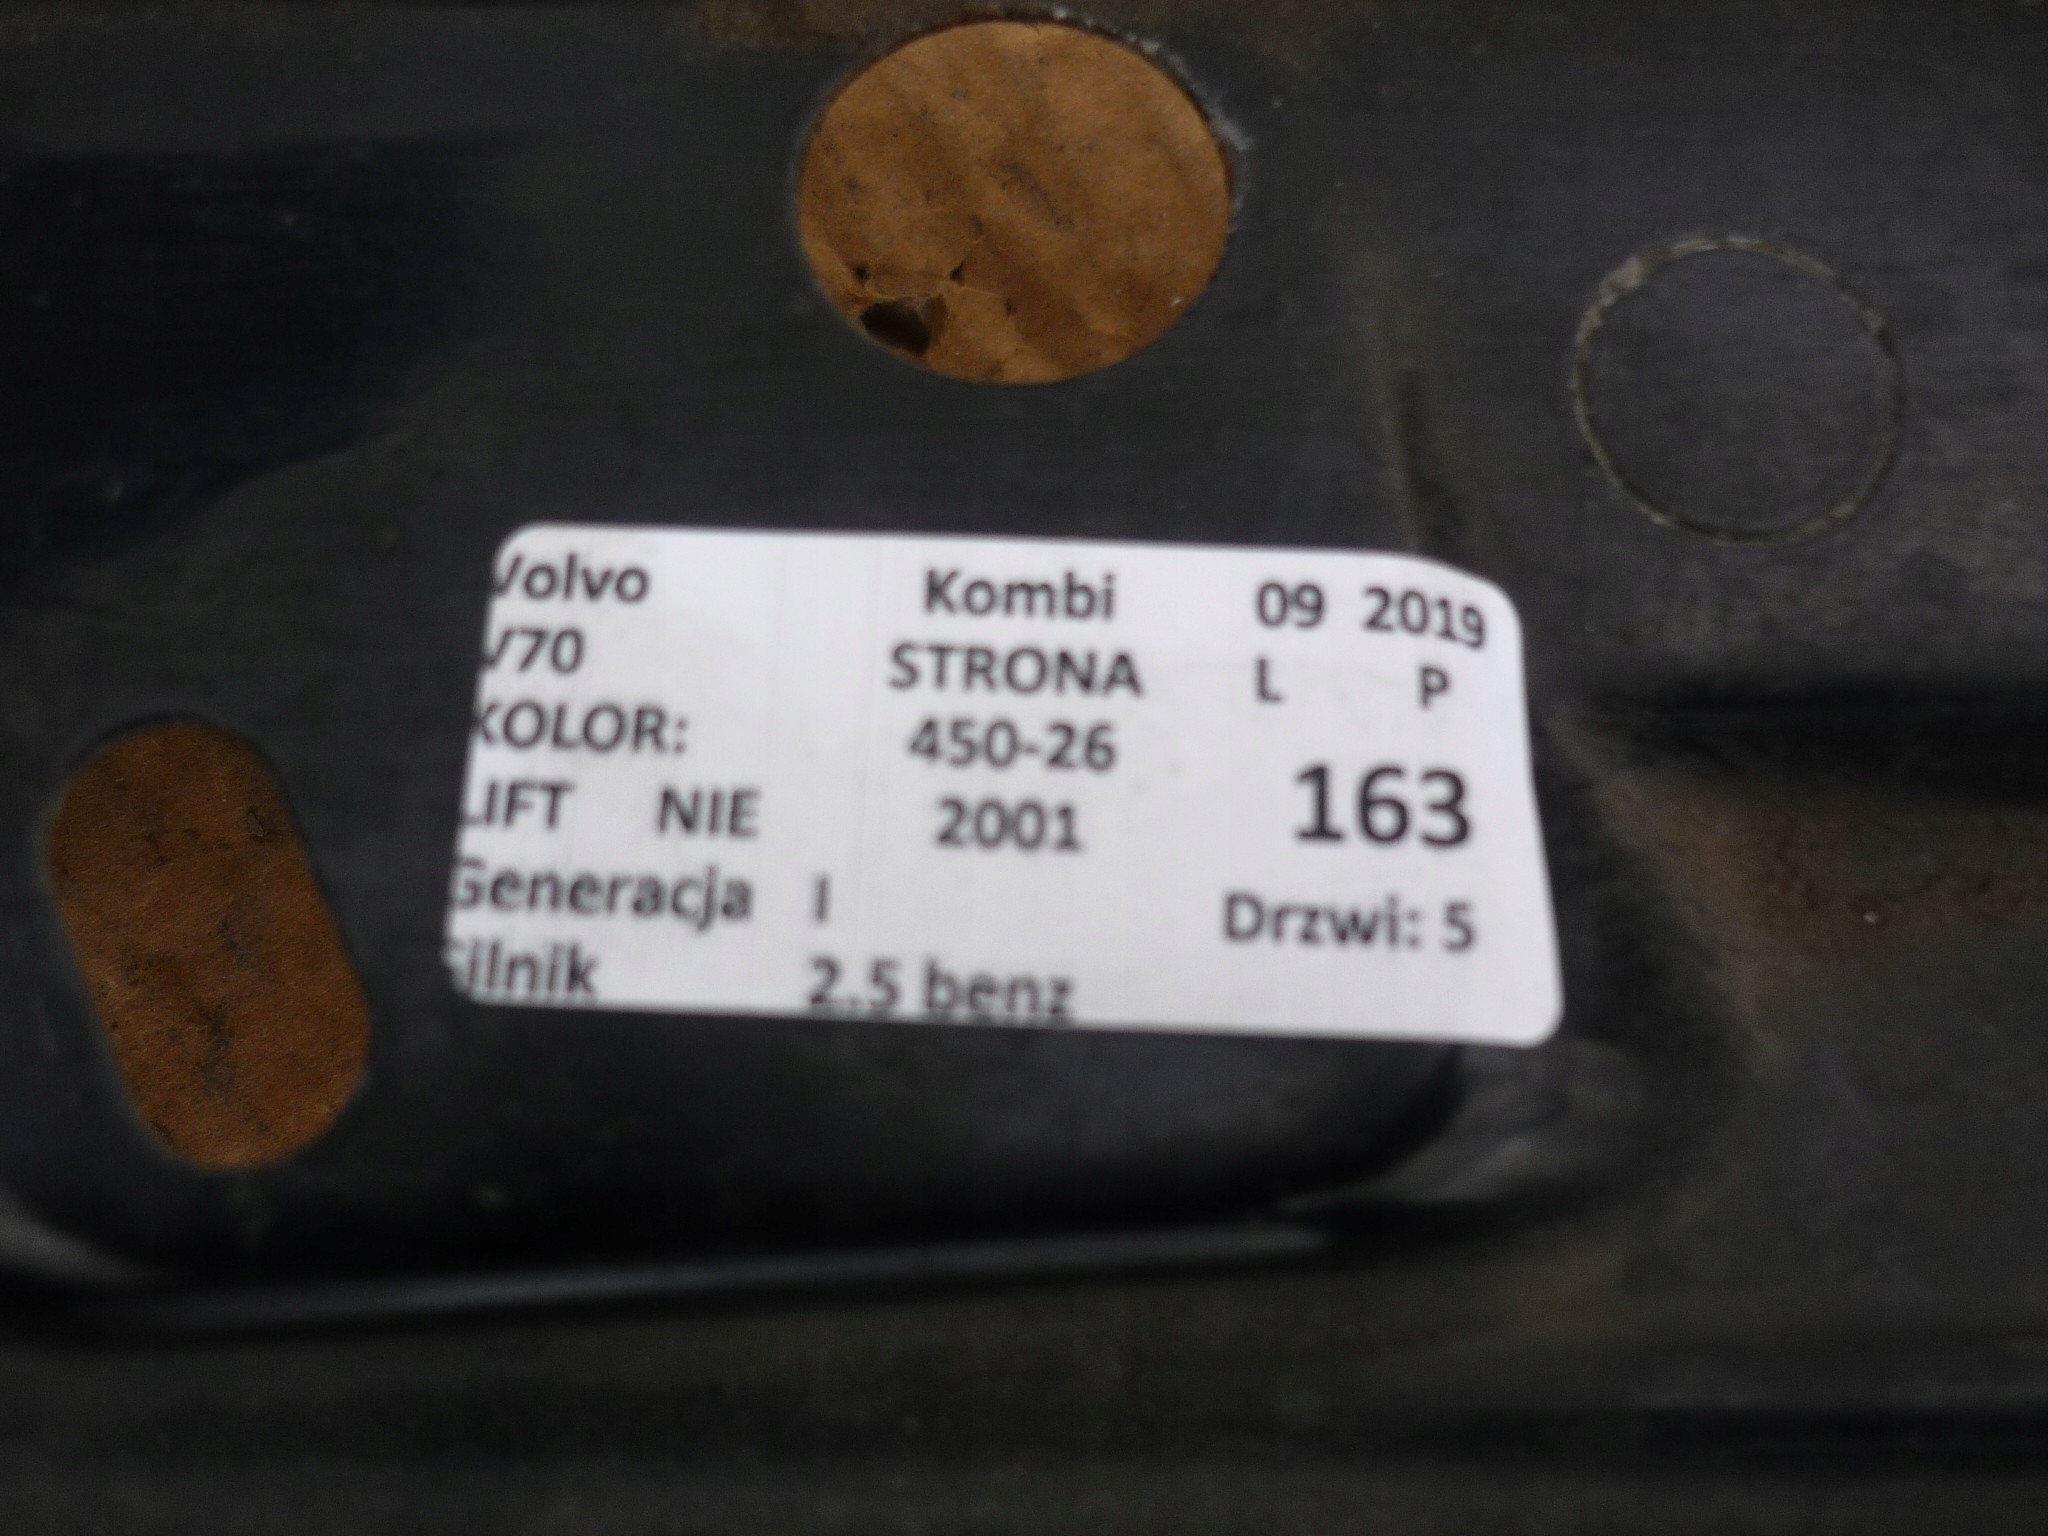 Volvo Kombi 09 2019
V70 STRONA L P
KOLOR: 450-26
LIFT NIE 2001 163
Generacja I Drzwi: 5
Silnik 2.5 benz